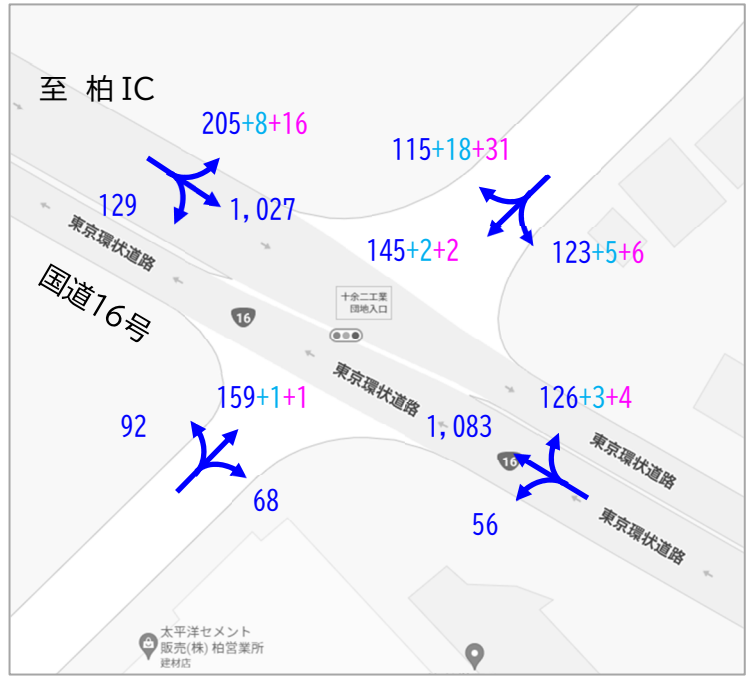 至 柏IC
205+8+16
115+18+31
129
1,027
145+2+2
123+5+6
東京環状道路
国道16号
16
十余二工業
団地入口
東京環状道路
92
159+1+1
1,083
126+3+4
東京環状道路
16
68
56
東京環状道路
太平洋セメント
販売(株) 柏営業所
建材店